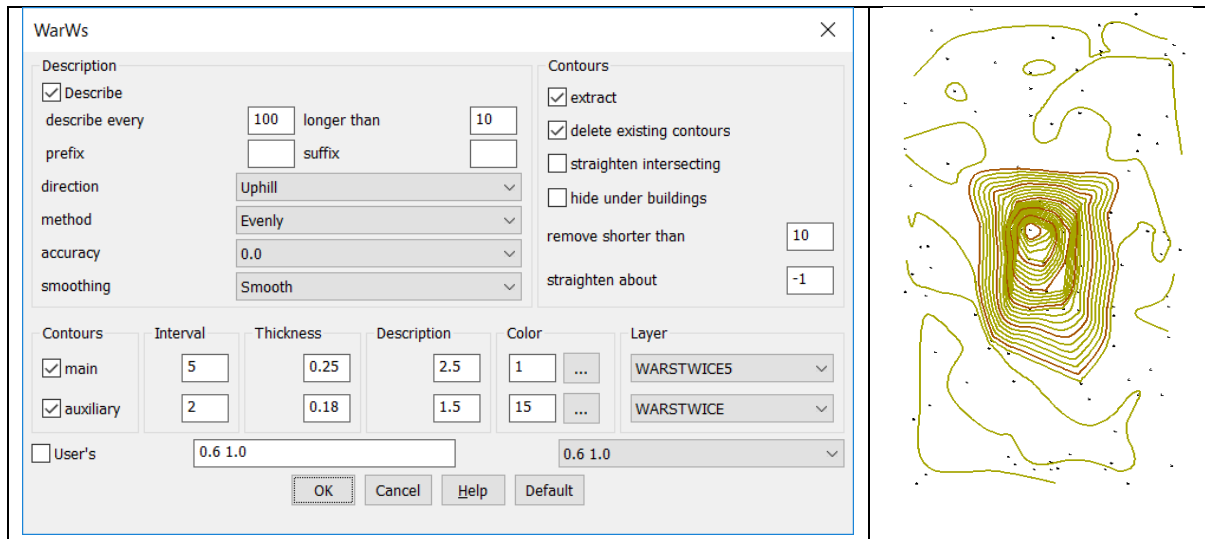 WarWs
Description
Describe
describe every 100 longer than 10
prefix suffix
direction Uphill
method Evenly
accuracy 0.0
smoothing Smooth
Contours
extract
delete existing contours
straighten intersecting
hide under buildings
remove shorter than 10
straighten about -1
Contours Interval Thickness Description Color Layer
main 5 0.25 2.5 1 ... WARSTWICE5
auxiliary 2 0.18 1.5 15 ... WARSTWICE
User's 0.6 1.0 0.6 1.0
OK Cancel Help Default